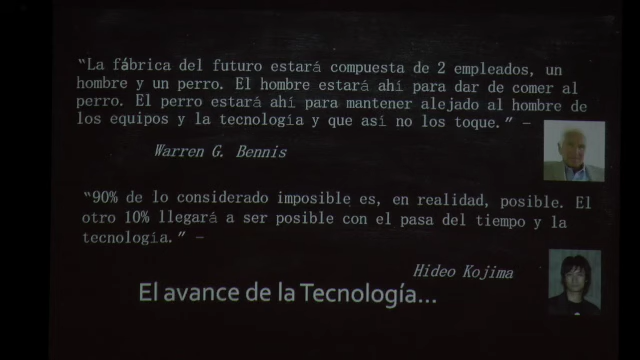 “La fábrica del futuro estará compuesta de 2 empleados, un
hombre y un perro. El hombre estará ahí para dar de comer al
perro. El perro estará ahí para mantener alejado al hombre de
los equipos y la tecnología y que así no los toque.” –
Warren G. Bennis
“90% de lo considerado imposible es, en realidad, posible. El
otro 10% llegará a ser posible con el pasa del tiempo y la
tecnología.” –
Hideo Kojima
El avance de la Tecnología...